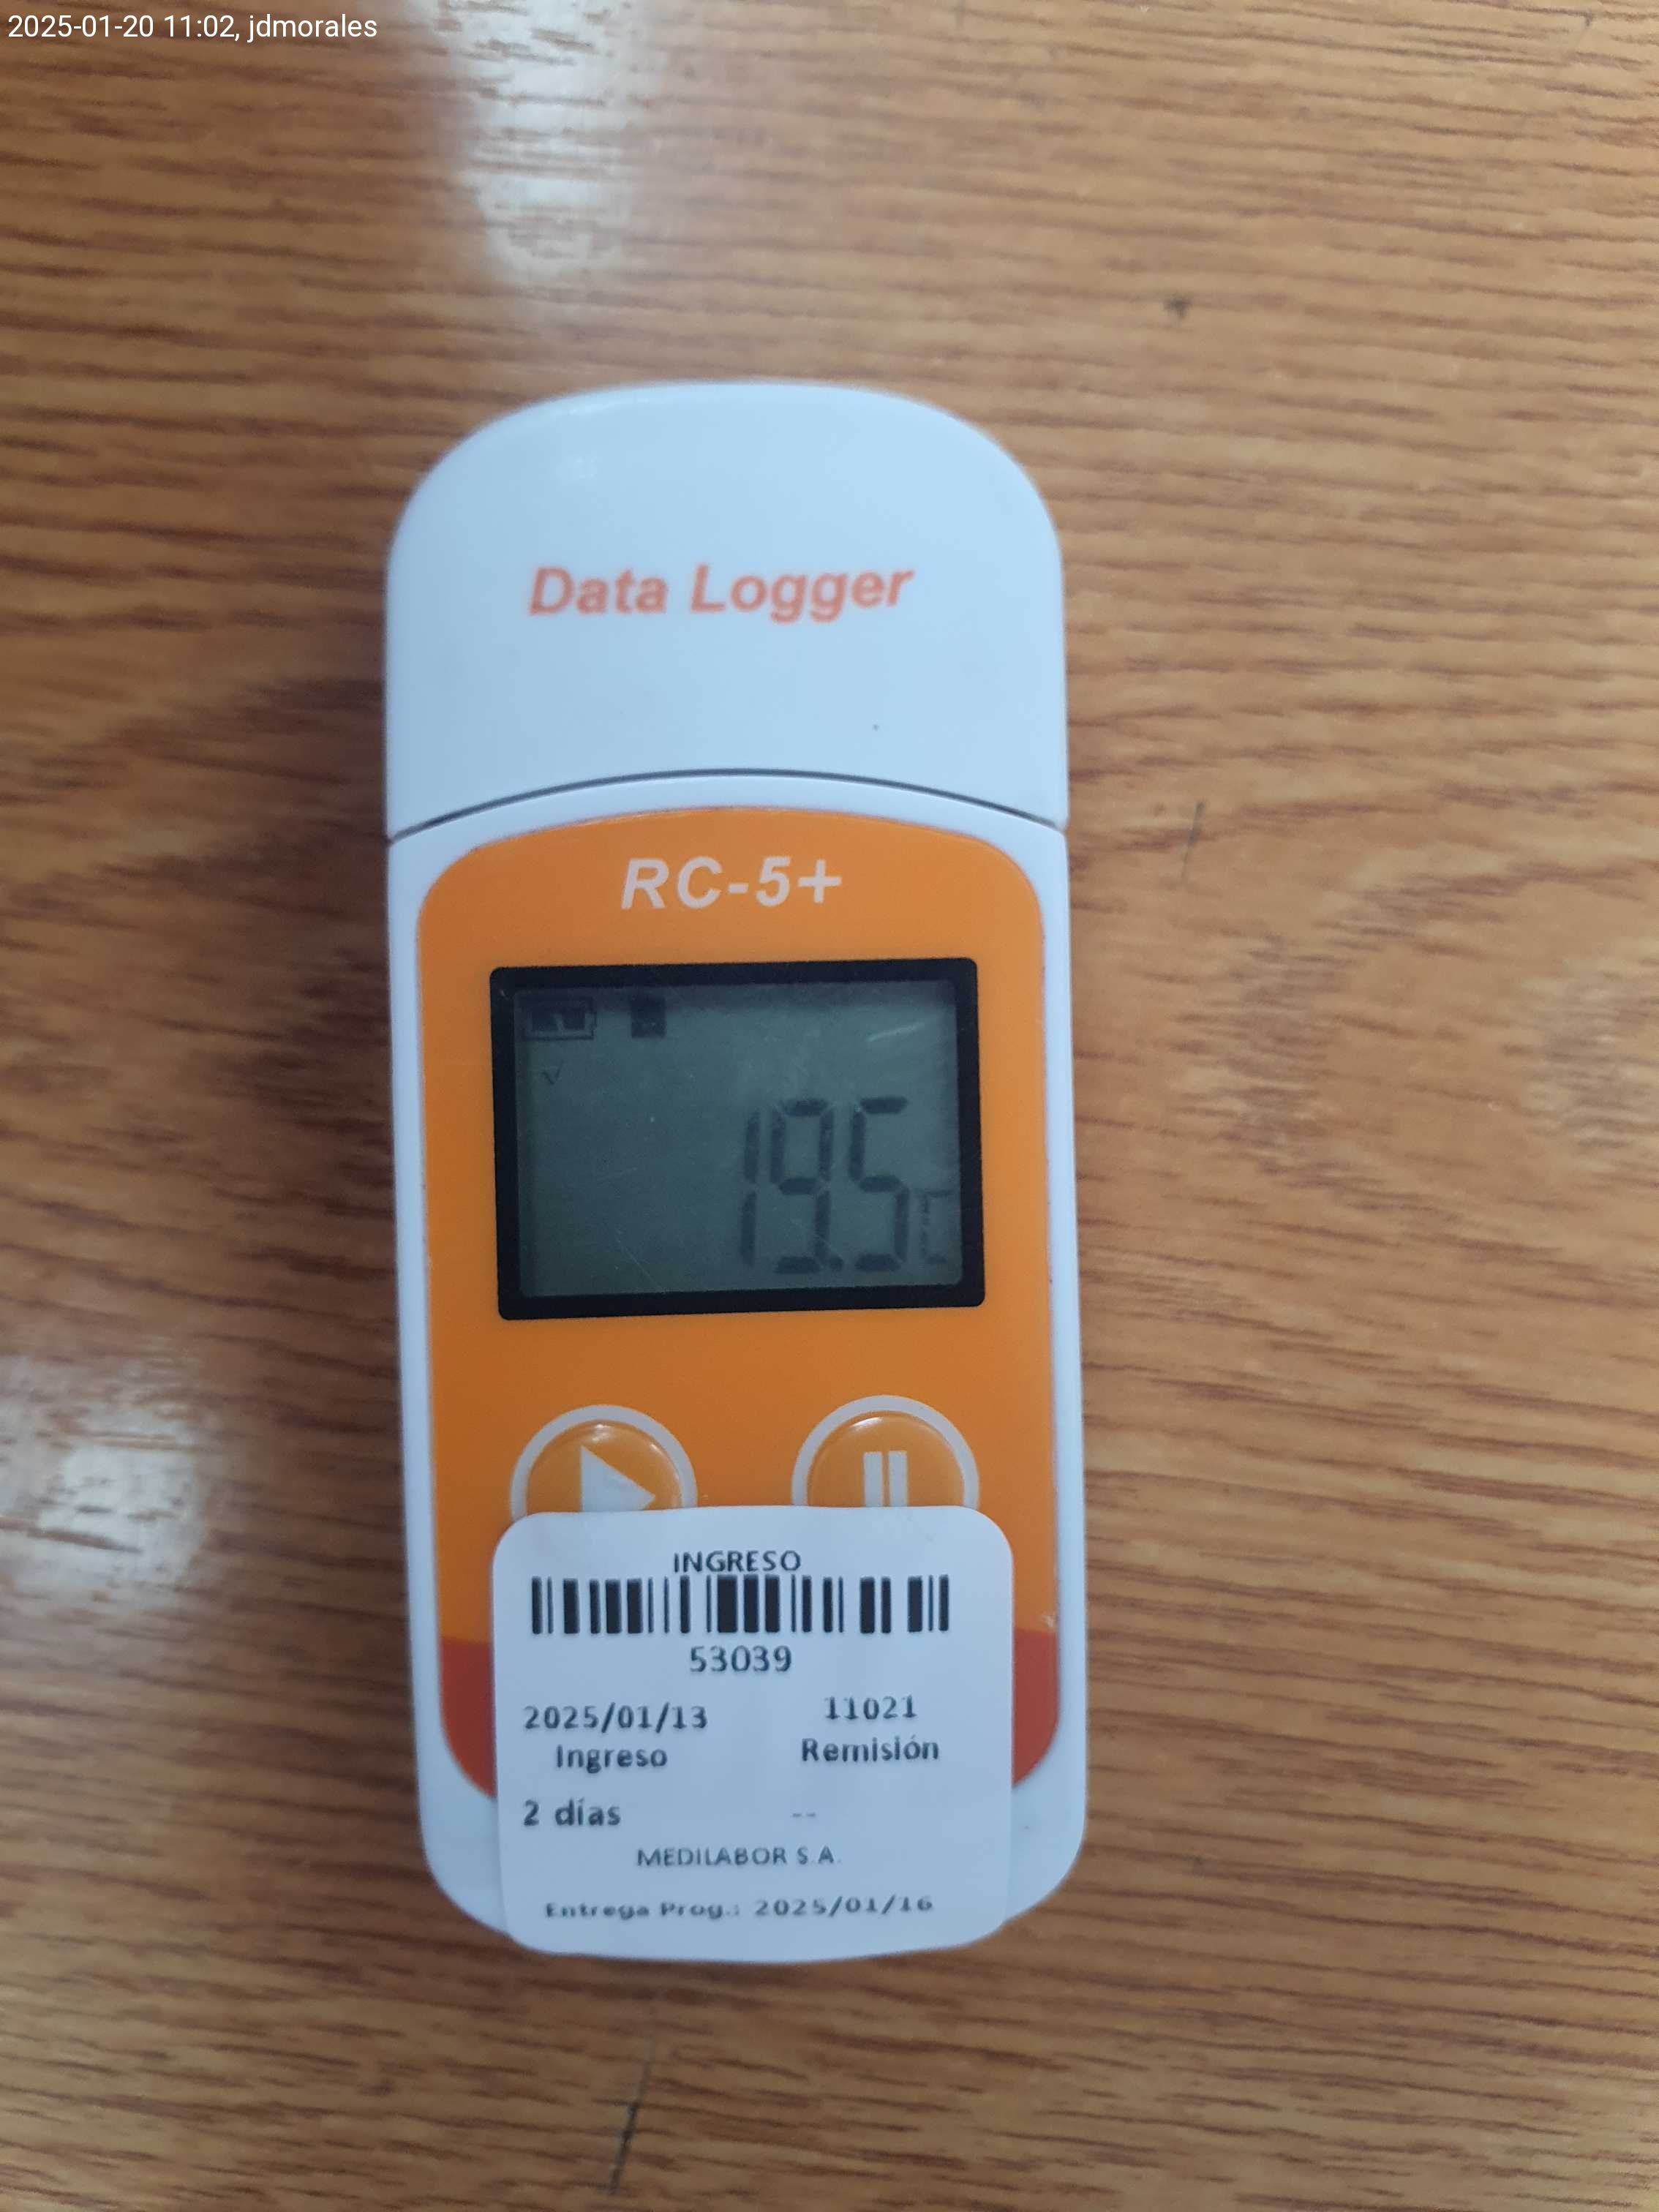 2025-01-20 11:02, jdmorales
Data Logger
RC-5+
19.5 C
INGRESO
53039
2025/01/13 11021
Ingreso Remisión
2 días --
MEDILABOR S.A.
Entrega Prog.: 2025/01/16